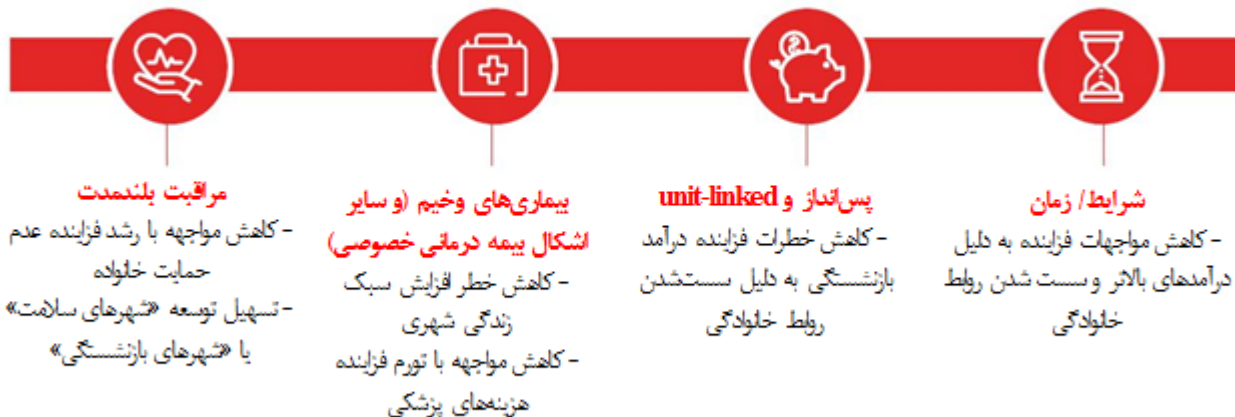 شرایط/ زمان
- کاهش مواجهات فزاینده به دلیل
درآمدهای بالاتر و سست شدن روابط
خانوادگی
پس‌انداز و unit-linked
- کاهش خطرات فزاینده درآمد
بازنشستگی به دلیل سست‌شدن
روابط خانوادگی
بیماری‌های وخیم (و سایر
اشکال بیمه درمانی خصوصی)
- کاهش خطر افزایش سبک
زندگی شهری
- کاهش مواجهه با تورم فزاینده
هزینه‌های پزشکی
مراقبت بلندمدت
- کاهش مواجهه با رشد فزاینده عدم
حمایت خانواده
- تسهیل توسعه «شهرهای سلامت»
یا «شهرهای بازنشستگی»